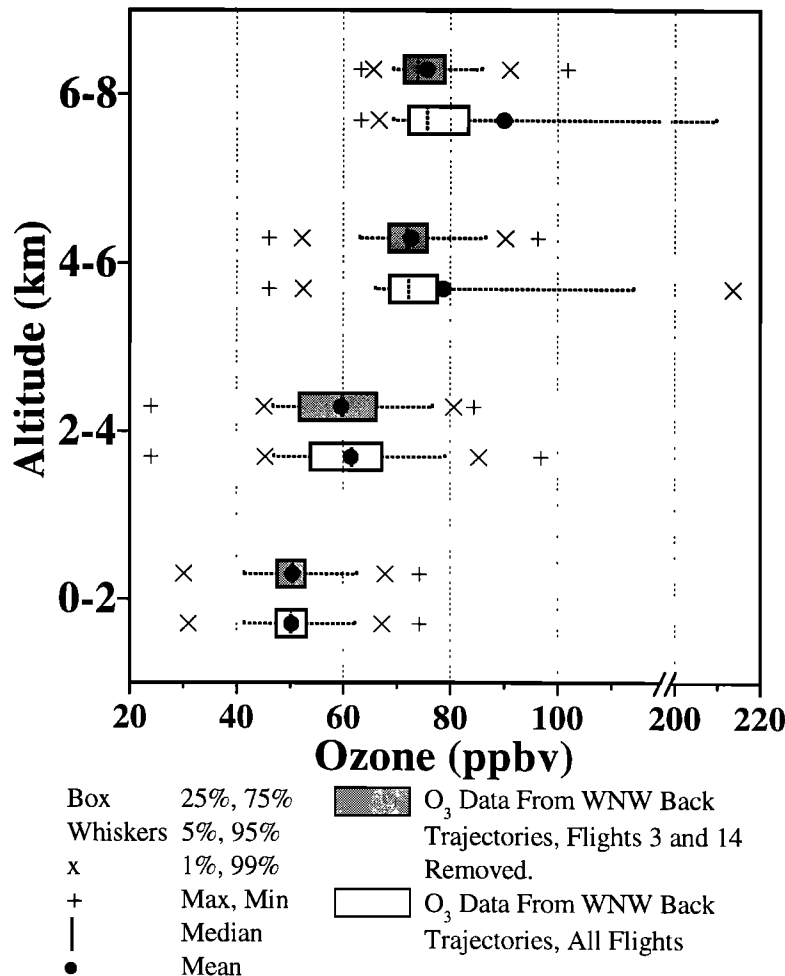 Altitude (km)
6-8
4-6
2-4
0-2
20 40 60 80 100 200 220
Ozone (ppbv)
Box 25%, 75%
Whiskers 5%, 95%
x 1%, 99%
+ Max, Min
| Median
● Mean
O3 Data From WNW Back
Trajectories, Flights 3 and 14
Removed.
O3 Data From WNW Back
Trajectories, All Flights